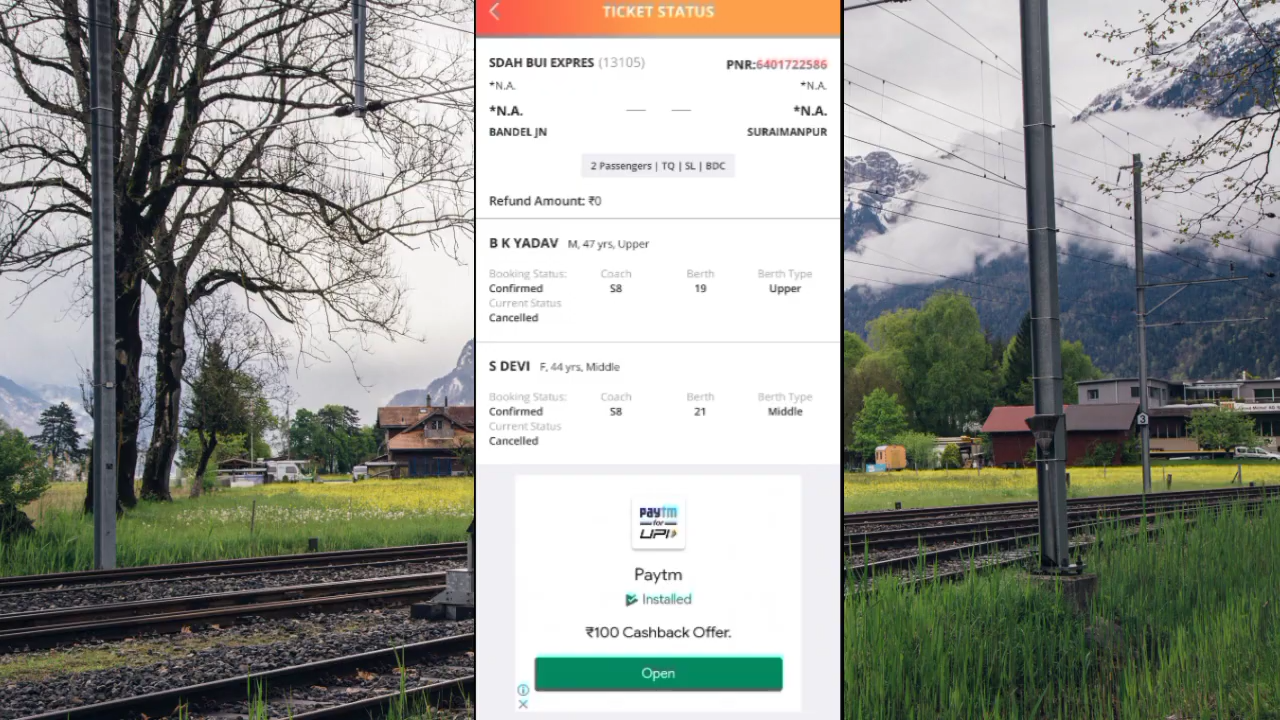 TICKET STATUS
SDAH BUI EXPRES (13105) PNR:6401722586
*N.A. *N.A.
*N.A. — — *N.A.
BANDEL JN SURAIMANPUR
2 Passengers | TQ | SL | BDC
Refund Amount: ₹0
B K YADAV M, 47 yrs, Upper
Booking Status: Coach Berth Berth Type
Confirmed S8 19 Upper
Current Status
Cancelled
S DEVI F, 44 yrs, Middle
Booking Status: Coach Berth Berth Type
Confirmed S8 21 Middle
Current Status
Cancelled
paytm
for
UPI
Paytm
Installed
₹100 Cashback Offer.
Open
3